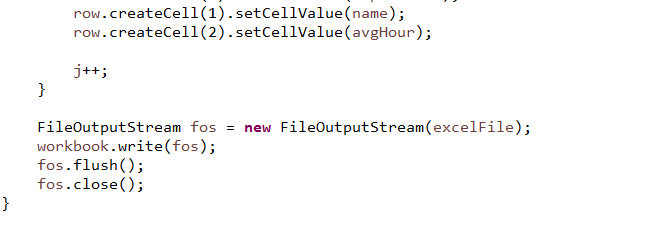 row.createCell(1).setCellValue(name);
row.createCell(2).setCellValue(avgHour);
j++;
}
FileOutputStream fos = new FileOutputStream(excelFile);
workbook.write(fos);
fos.flush();
fos.close();
}